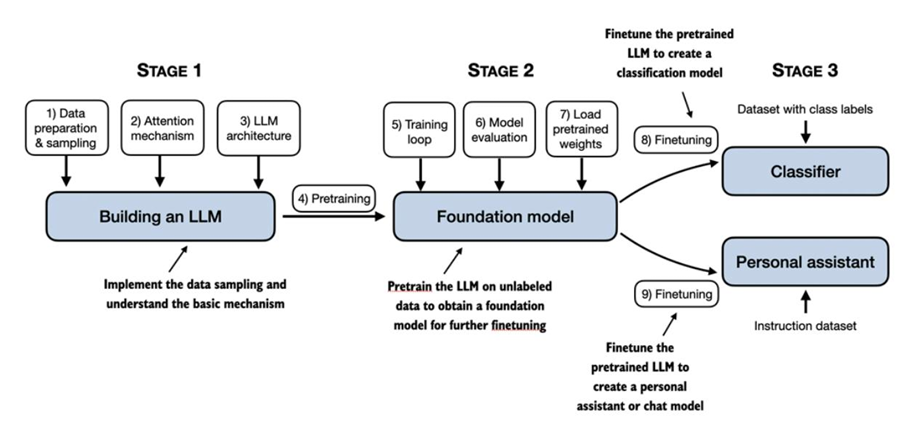 STAGE 1
1) Data
preparation
& sampling
2) Attention
mechanism
3) LLM
architecture
Building an LLM
Implement the data sampling and
understand the basic mechanism
4) Pretraining
STAGE 2
5) Training
loop
6) Model
evaluation
7) Load
pretrained
weights
Foundation model
Pretrain the LLM on unlabeled
data to obtain a foundation
model for further finetuning
Finetune the pretrained
LLM to create a
classification model
8) Finetuning
STAGE 3
Dataset with class labels
Classifier
Personal assistant
Instruction dataset
9) Finetuning
Finetune the
pretrained LLM to
create a personal
assistant or chat model